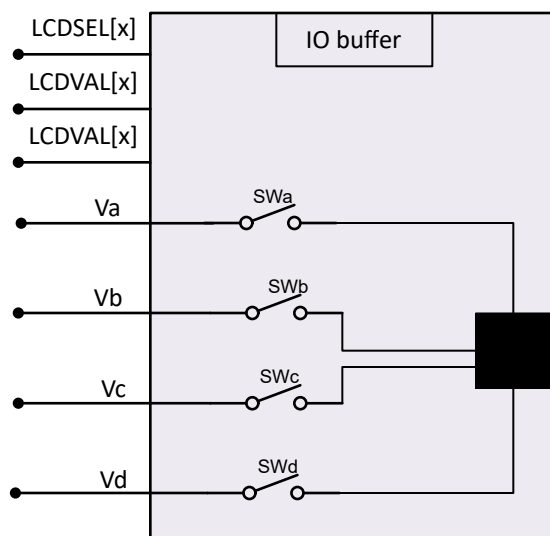 LCDSEL[x]
IO buffer
LCDVAL[x]
LCDVAL[x]
Va
SWa
Vb
SWb
Vc
SWc
Vd
SWd